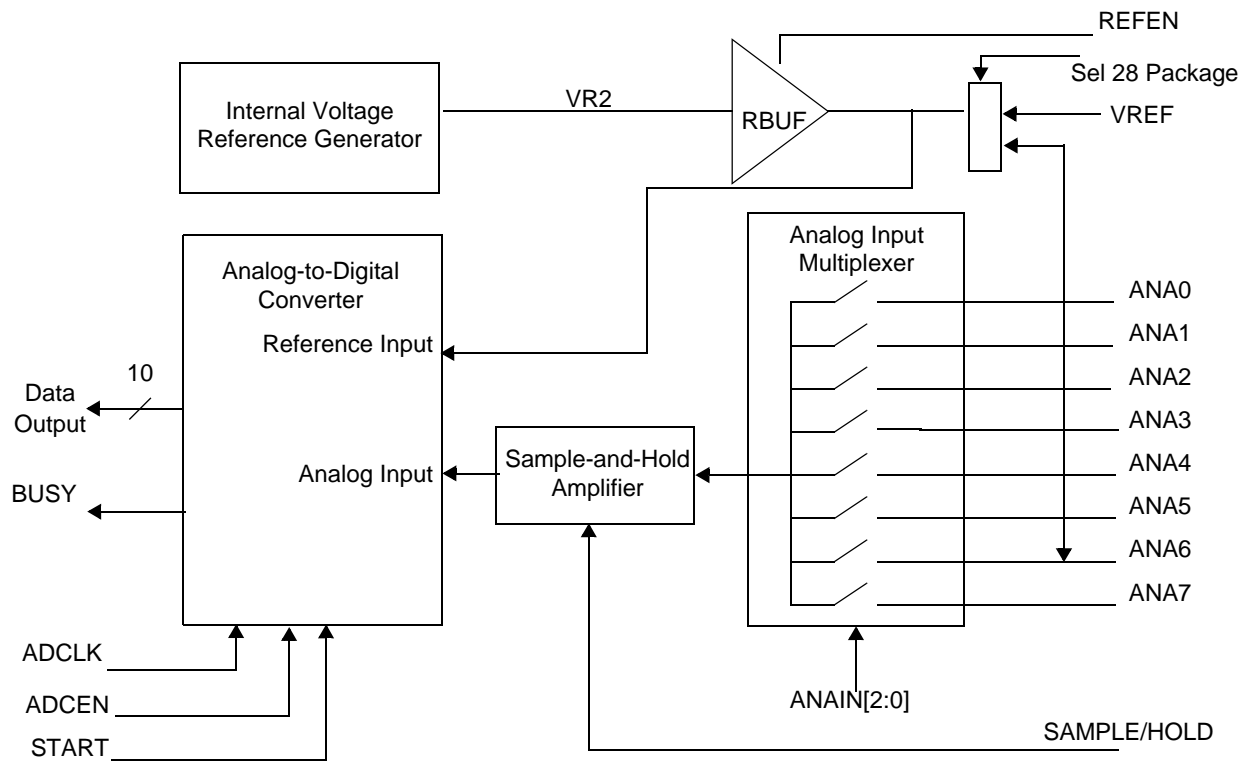 REFEN
Sel 28 Package
Internal Voltage
Reference Generator
VR2
RBUF
VREF
Analog-to-Digital
Converter
Reference Input
Analog Input
Multiplexer
ANA0
ANA1
ANA2
ANA3
ANA4
ANA5
ANA6
ANA7
10
Data
Output
Analog Input
Sample-and-Hold
Amplifier
BUSY
ADCLK
ADCEN
START
ANAIN[2:0]
SAMPLE/HOLD